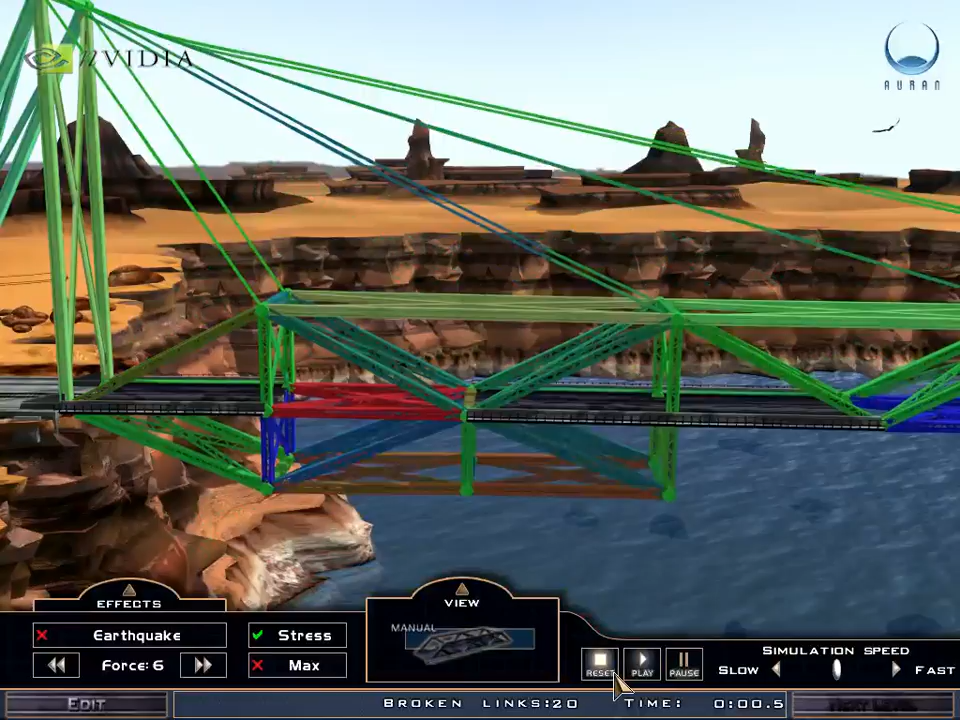 nVIDIA
AURAN
EFFECTS
Earthquake
Stress
Force:6
Max
VIEW
MANUAL
RESET
PLAY
PAUSE
SIMULATION SPEED
SLOW
FAST
EDIT
BROKEN LINKS:20
TIME: 0:00.5